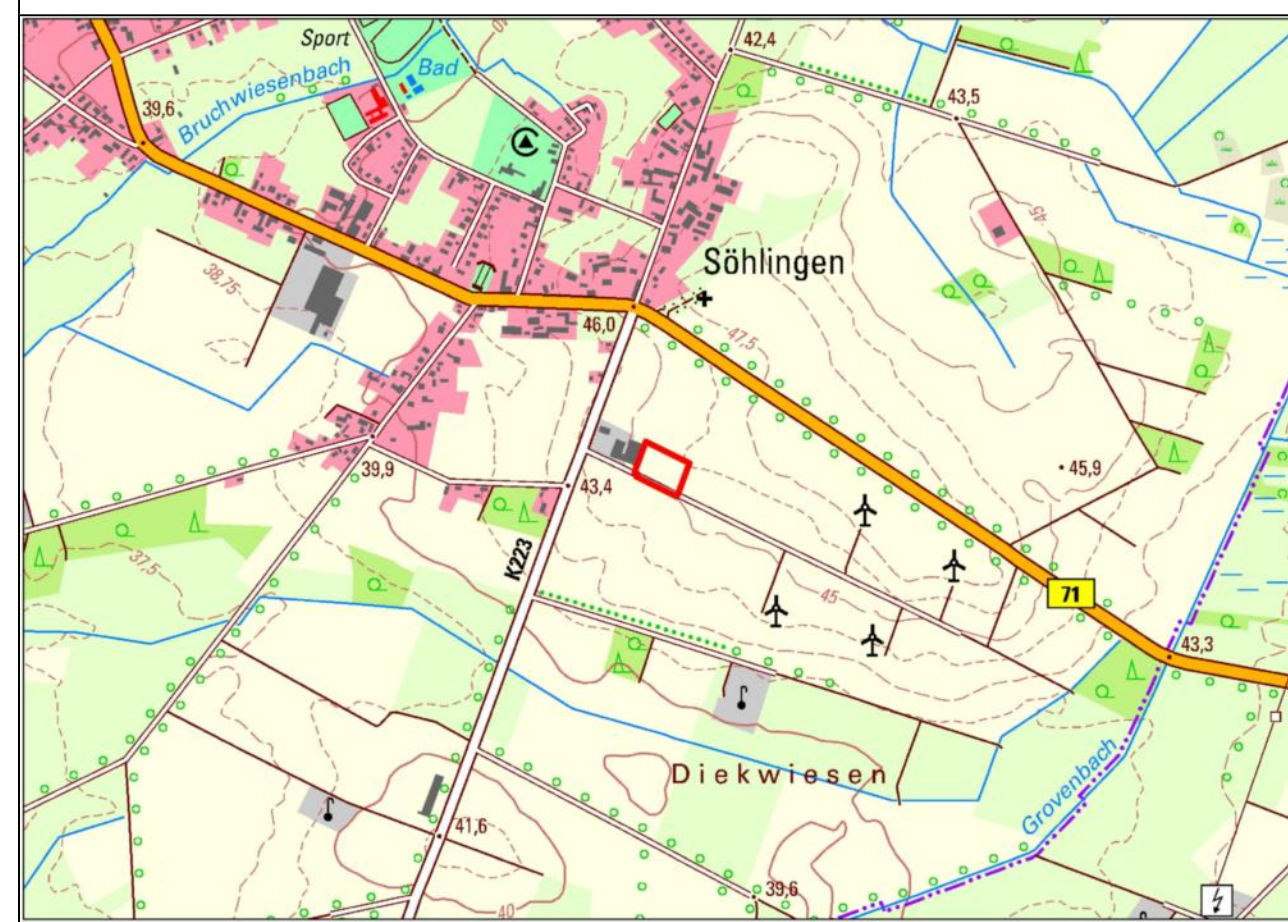 Sport
42,4
Bad
Bruchwiesenbach
39,6
43,5
45
Söhlingen
38,75
46,0
47,5
45,9
39,9
43,4
37,5
K223
45
71
43,3
Diekwiesen
Grovenbach
41,6
39,6
40